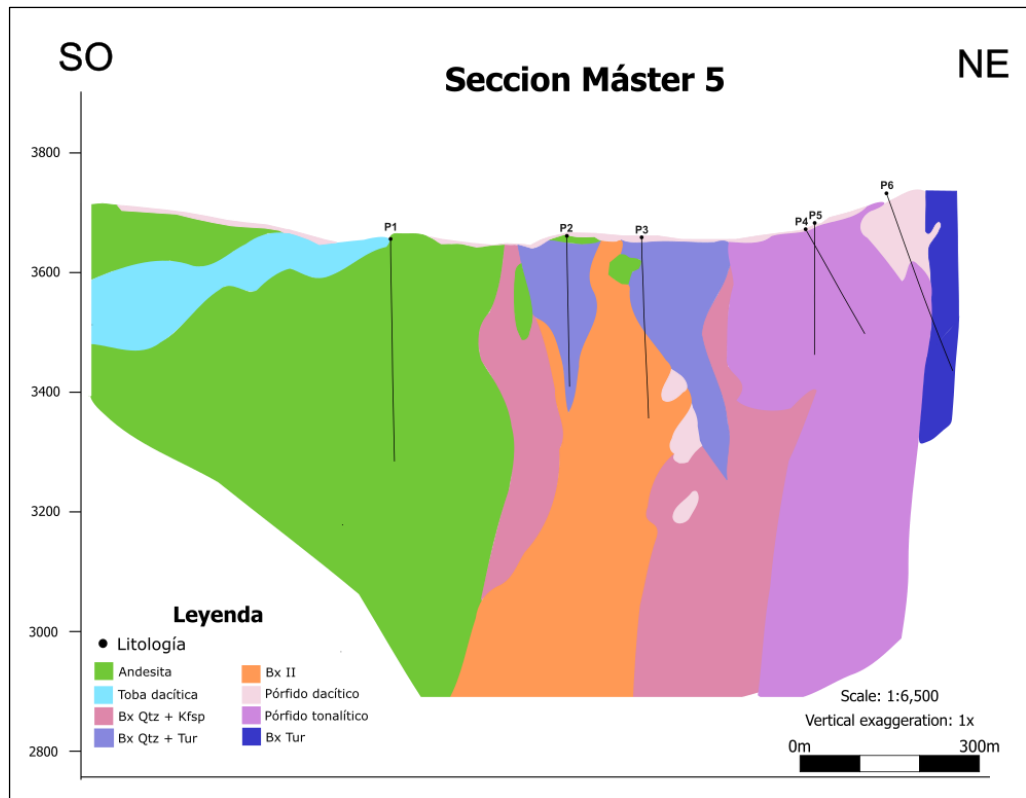 SO
NE
Seccion Máster 5
3800
3600
3400
3200
3000
2800
P1
P2
P3
P4
P5
P6
Leyenda
Litología
Andesita
Toba dacítica
Bx Qtz + Kfsp
Bx Qtz + Tur
Bx II
Pórfido dacítico
Pórfido tonalítico
Bx Tur
Scale: 1:6,500
Vertical exaggeration: 1x
0m
300m